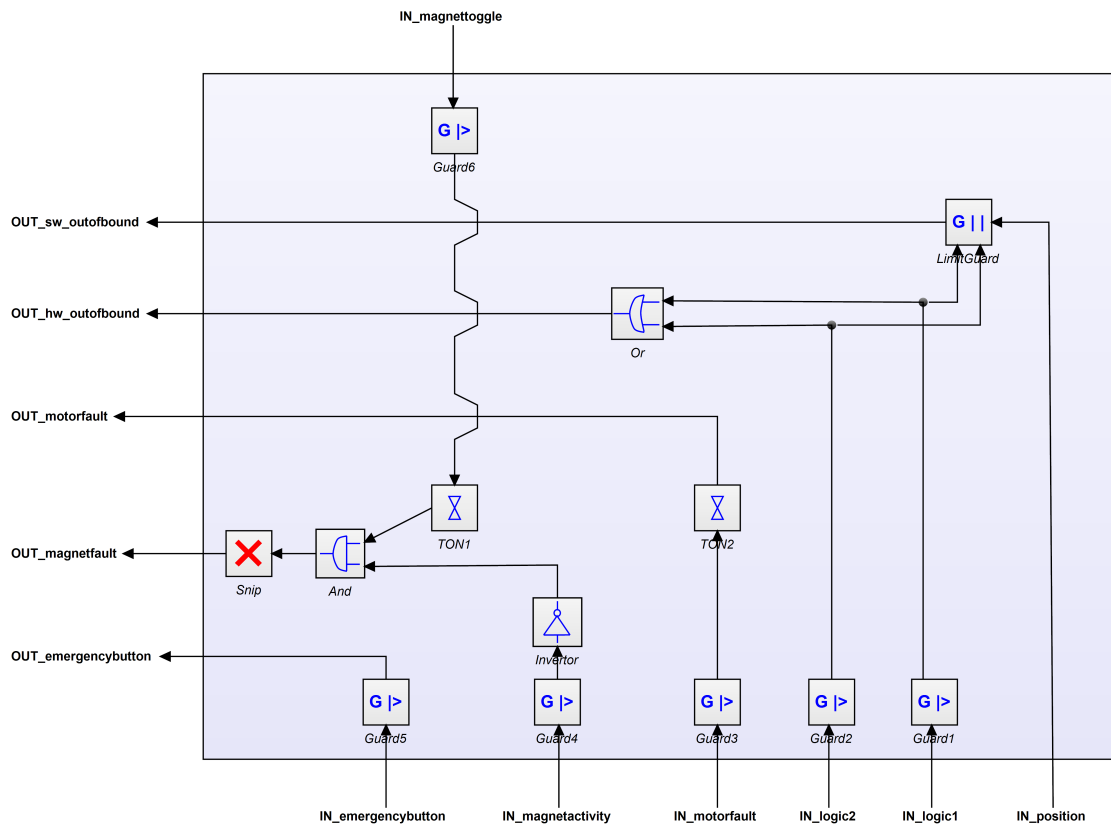 IN_magnettoggle
G |>
Guard6
OUT_sw_outofbound
G | |
LimitGuard
OUT_hw_outofbound
Or
OUT_motorfault
TON1
TON2
OUT_magnetfault
Snip
And
Invertor
OUT_emergencybutton
G |>
G |>
G |>
G |>
G |>
Guard5
Guard4
Guard3
Guard2
Guard1
IN_emergencybutton
IN_magnetactivity
IN_motorfault
IN_logic2
IN_logic1
IN_position